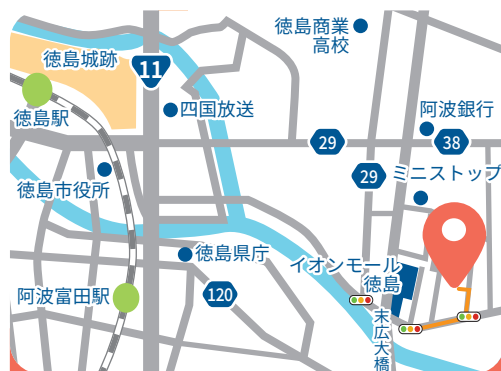 徳島商業
高校
徳島城跡
11
徳島駅
四国放送
阿波銀行
29
38
29
ミニストップ
徳島市役所
徳島県庁
イオンモール
徳島
阿波富田駅
120
末広大橋